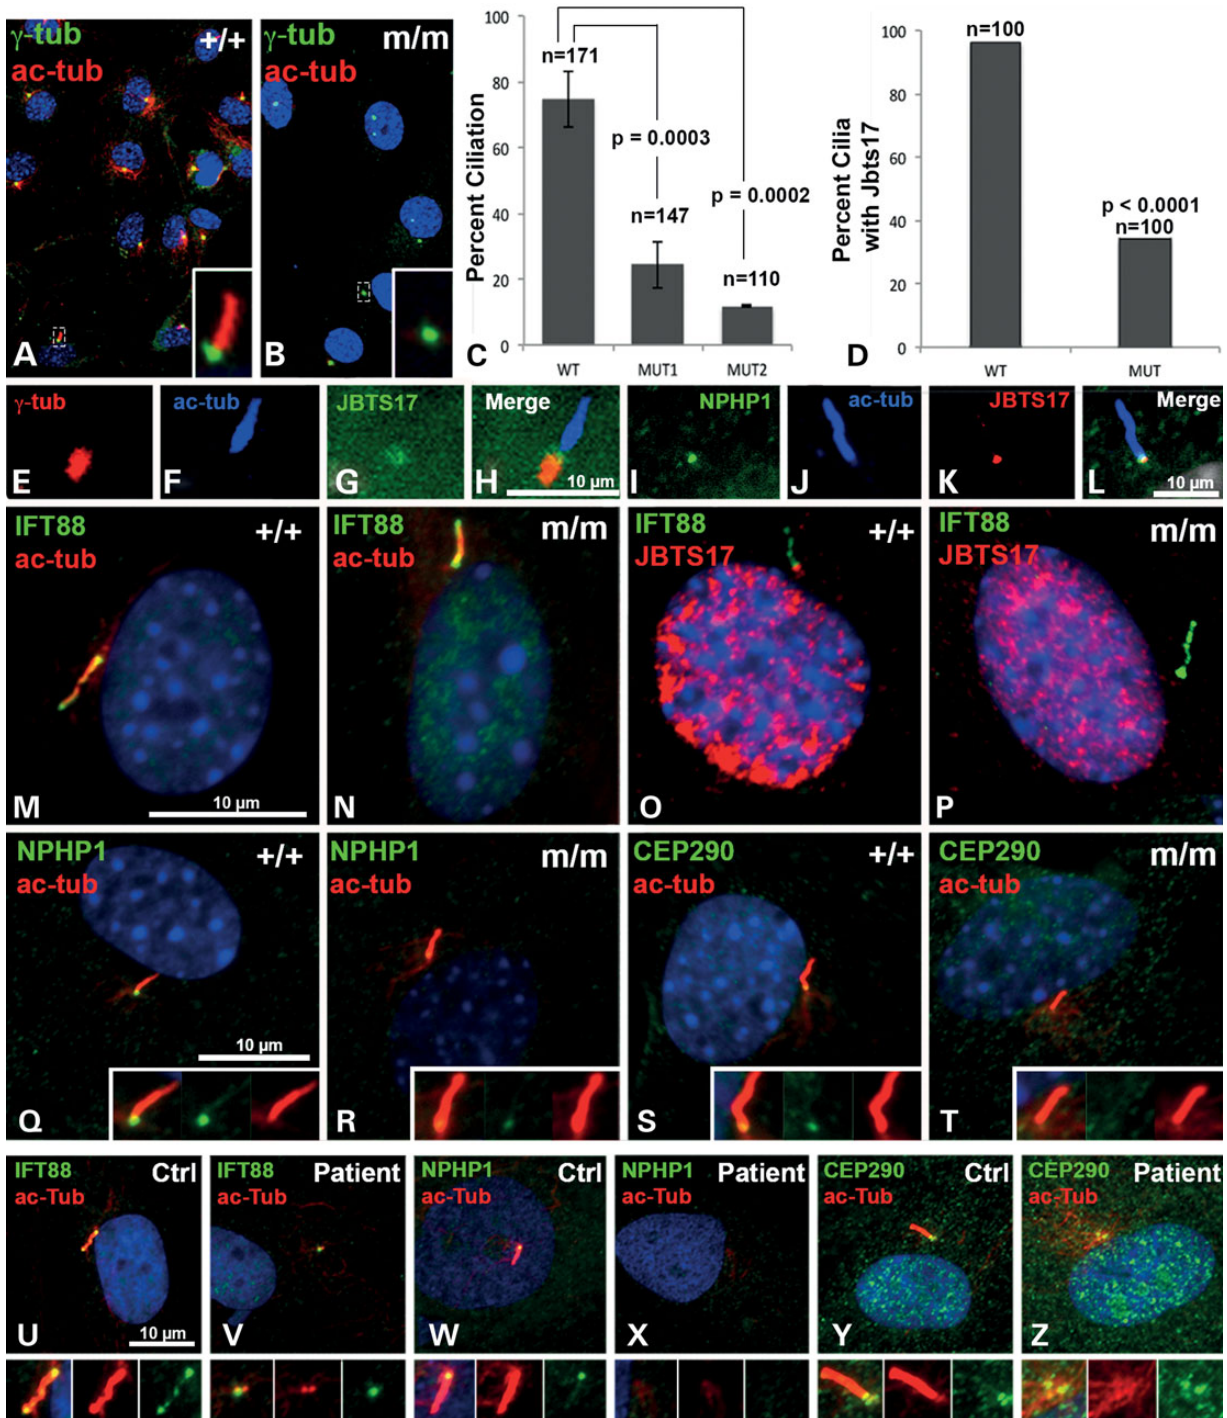 γ-tub
ac-tub
+/+
A
γ-tub
ac-tub
m/m
B
Percent Ciliation
100
80
60
40
20
0
n=171
p = 0.0003
n=147
p = 0.0002
n=110
WT
MUT1
MUT2
C
Percent Cilia
with Jbts17
100
80
60
40
20
0
n=100
p < 0.0001
n=100
WT
MUT
D
γ-tub
E
ac-tub
F
JBTS17
G
Merge
H
10 µm
NPHP1
I
ac-tub
J
JBTS17
K
Merge
L
10 µm
IFT88
ac-tub
+/+
M
10 µm
IFT88
ac-tub
m/m
N
IFT88
JBTS17
+/+
O
IFT88
JBTS17
m/m
P
NPHP1
ac-tub
+/+
10 µm
Q
NPHP1
ac-tub
m/m
R
CEP290
ac-tub
+/+
S
CEP290
ac-tub
m/m
T
IFT88
ac-Tub
Ctrl
U
10 µm
IFT88
ac-Tub
Patient
V
NPHP1
ac-Tub
Ctrl
W
NPHP1
ac-Tub
Patient
X
CEP290
ac-Tub
Ctrl
Y
CEP290
ac-Tub
Patient
Z